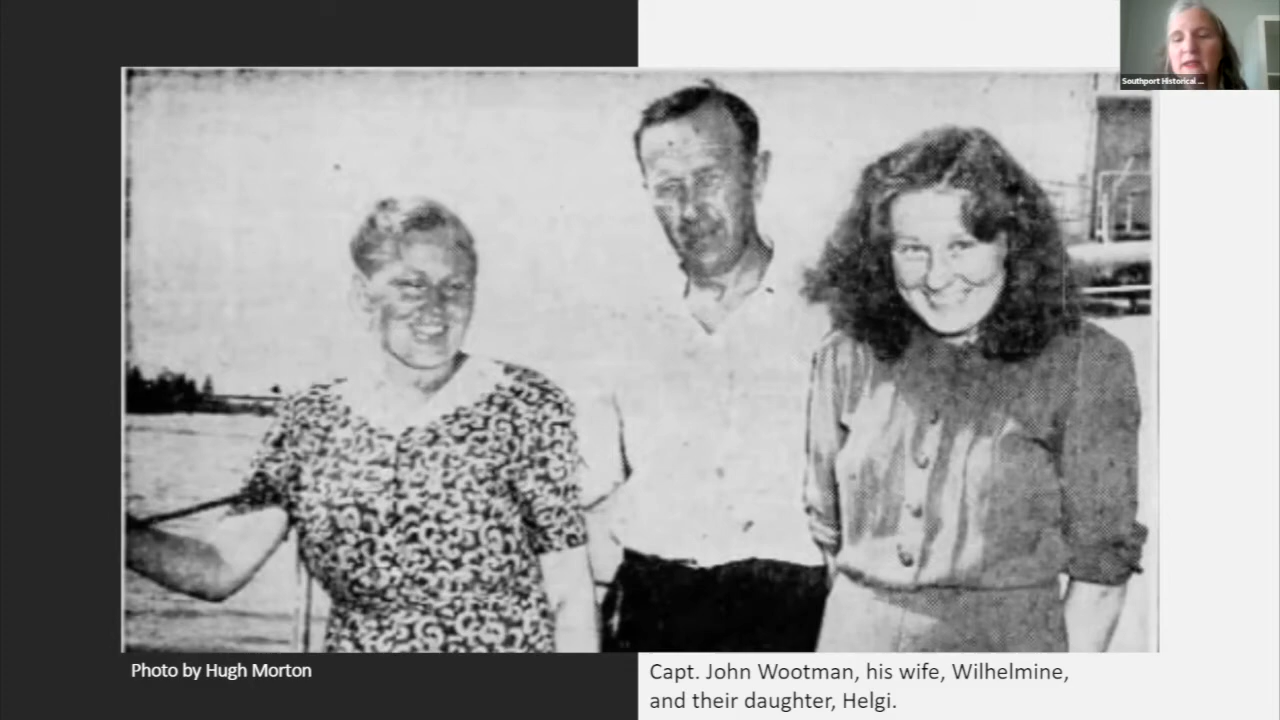 Southport Historical ...
Photo by Hugh Morton
Capt. John Wootman, his wife, Wilhelmine,
and their daughter, Helgi.